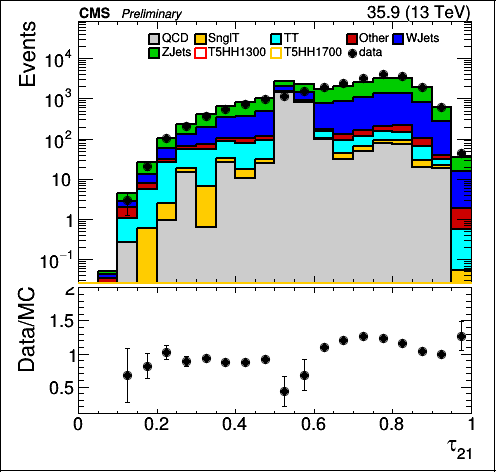 CMS Preliminary 35.9 (13 TeV)
QCD SnglT TT Other WJets
ZJets T5HH1300 T5HH1700 data
Events
10⁴
10³
10²
10
1
10⁻¹
Data/MC
2
1.5
1
0.5
0 0.2 0.4 0.6 0.8 1
τ₂₁